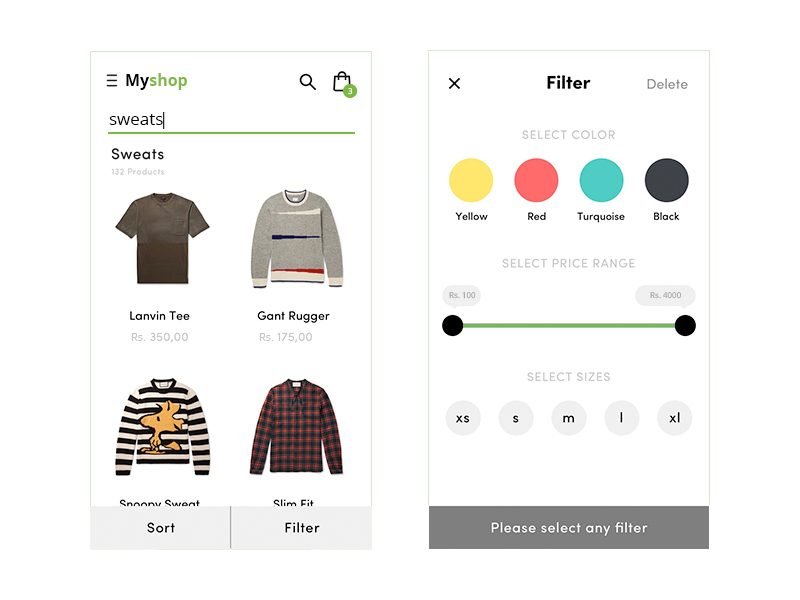 Myshop
3
sweats
Sweats
132 Products
Lanvin Tee
Gant Rugger
Rs. 350,00
Rs. 175,00
Snoopy Sweat
Slim Fit
Sort
Filter
Filter
Delete
SELECT COLOR
Yellow
Red
Turquoise
Black
SELECT PRICE RANGE
Rs. 100
Rs. 4000
SELECT SIZES
xs
s
m
l
xl
Please select any filter